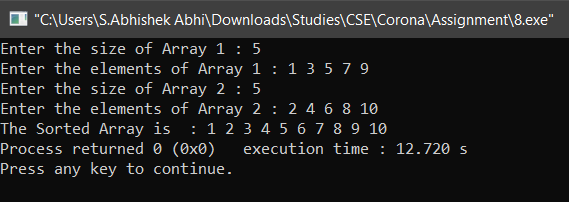 "C:\Users\S.Abhishek Abhi\Downloads\Studies\CSE\Corona\Assignment\8.exe"
Enter the size of Array 1 : 5
Enter the elements of Array 1 : 1 3 5 7 9
Enter the size of Array 2 : 5
Enter the elements of Array 2 : 2 4 6 8 10
The Sorted Array is  : 1 2 3 4 5 6 7 8 9 10
Process returned 0 (0x0)   execution time : 12.720 s
Press any key to continue.